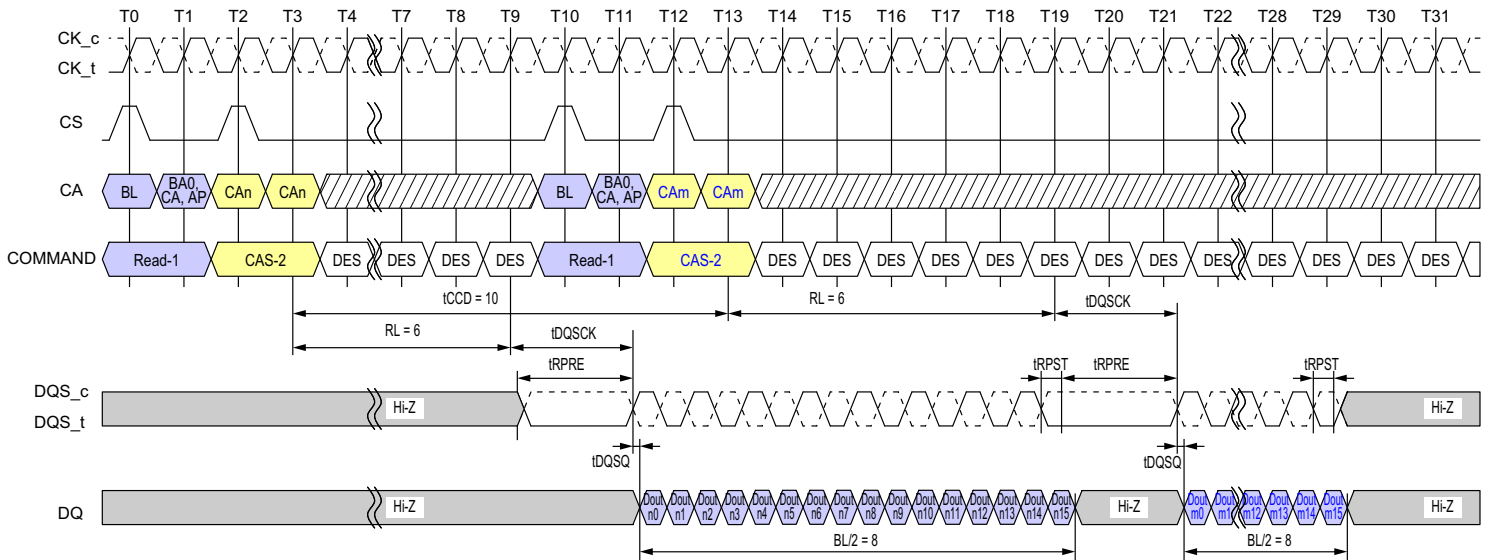 T0 T1 T2 T3 T4 T7 T8 T9 T10 T11 T12 T13 T14 T15 T16 T17 T18 T19 T20 T21 T22 T28 T29 T30 T31
CK_c
CK_t
CS
CA BL BA0, CA, AP CAn CAn BL BA0, CA, AP CAm CAm
COMMAND Read-1 CAS-2 DES DES DES DES Read-1 CAS-2 DES DES DES DES DES DES DES DES DES DES DES DES DES
tCCD = 10 RL = 6 tDQSCK
RL = 6 tDQSCK
tRPRE tRPST tRPRE tRPST
DQS_c
DQS_t
Hi-Z Hi-Z
tDQSQ tDQSQ
DQ Hi-Z Dout n0 Dout n1 Dout n2 Dout n3 Dout n4 Dout n5 Dout n6 Dout n7 Dout n8 Dout n9 Dout n10 Dout n11 Dout n12 Dout n13 Dout n14 Dout n15 Hi-Z Dout m0 Dout m1 Dout m12 Dout m13 Dout m14 Dout m15 Hi-Z
BL/2 = 8 BL/2 = 8